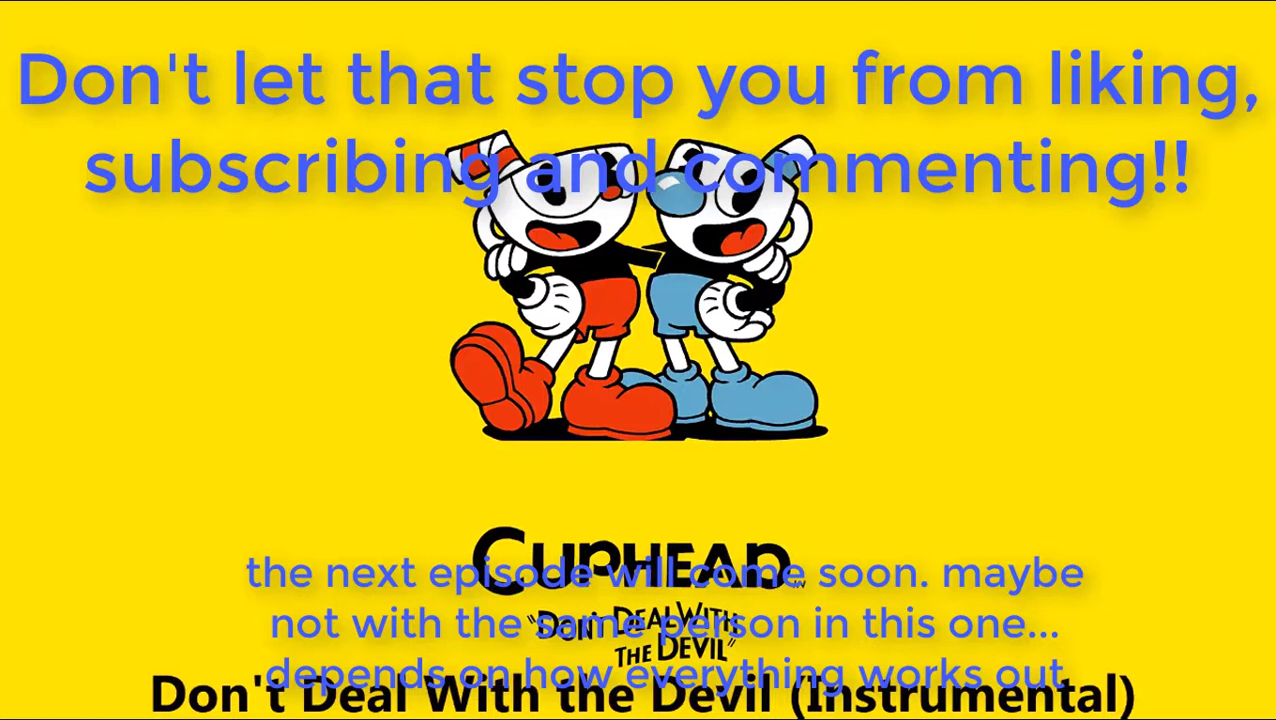 Don't let that stop you from liking,
subscribing and commenting!!
CUPHEAD
the next episode will come soon. maybe
not with the same person in this one...
"DON'T DEAL WITH
THE DEVIL"
depends on how everything works out
Don't Deal With the Devil (Instrumental)